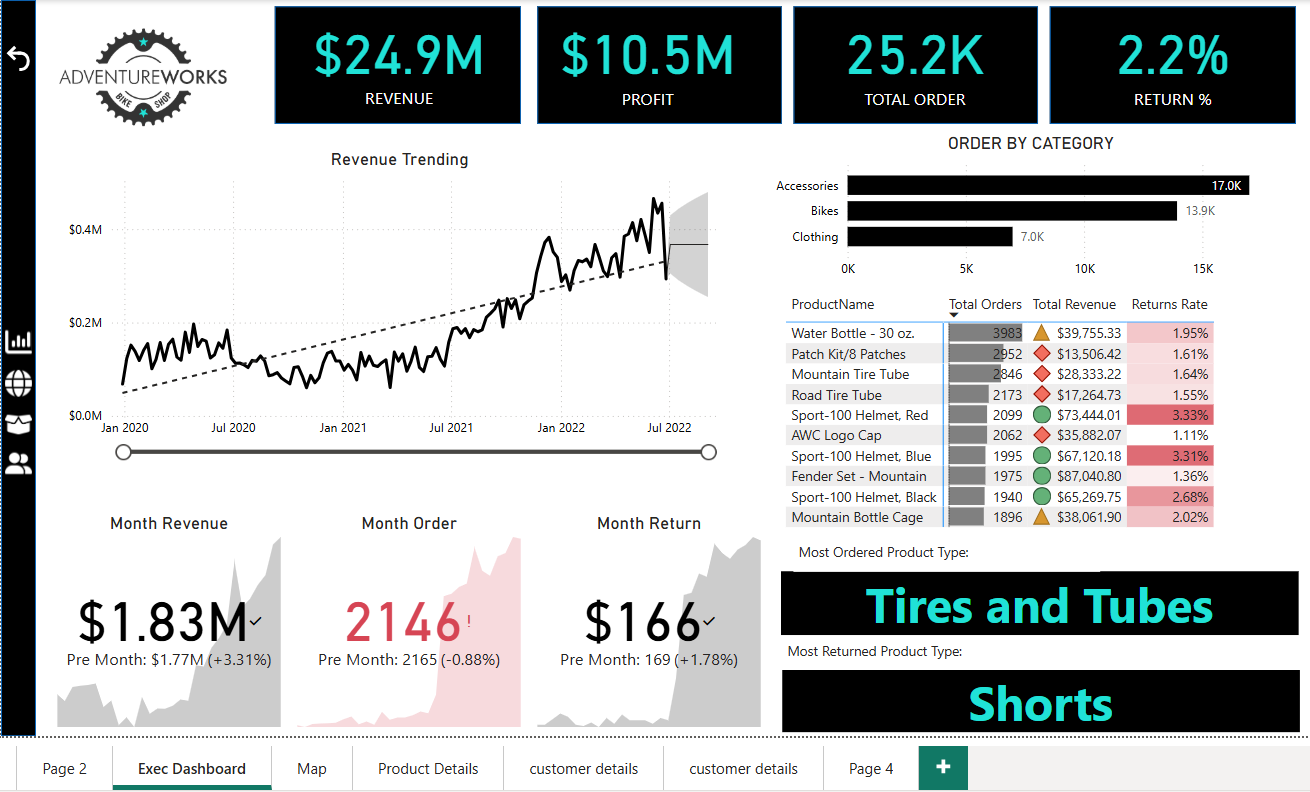 $24.9M
REVENUE
$10.5M
PROFIT
25.2K
TOTAL ORDER
2.2%
RETURN %
ADVENTUREWORKS
BIKE SHOP
Revenue Trending
$0.4M
$0.2M
$0.0M
Jan 2020 Jul 2020 Jan 2021 Jul 2021 Jan 2022 Jul 2022
ORDER BY CATEGORY
Accessories 17.0K
Bikes 13.9K
Clothing 7.0K
0K 5K 10K 15K
ProductName Total Orders Total Revenue Returns Rate
Water Bottle - 30 oz. 3983 $39,755.33 1.95%
Patch Kit/8 Patches 2952 $13,506.42 1.61%
Mountain Tire Tube 2846 $28,333.22 1.64%
Road Tire Tube 2173 $17,264.73 1.55%
Sport-100 Helmet, Red 2099 $73,444.01 3.33%
AWC Logo Cap 2062 $35,882.07 1.11%
Sport-100 Helmet, Blue 1995 $67,120.18 3.31%
Fender Set - Mountain 1975 $87,040.80 1.36%
Sport-100 Helmet, Black 1940 $65,269.75 2.68%
Mountain Bottle Cage 1896 $38,061.90 2.02%
Month Revenue
$1.83M
Pre Month: $1.77M (+3.31%)
Month Order
2146!
Pre Month: 2165 (-0.88%)
Month Return
$166
Pre Month: 169 (+1.78%)
Most Ordered Product Type:
Tires and Tubes
Most Returned Product Type:
Shorts
Page 2 Exec Dashboard Map Product Details customer details customer details Page 4 +